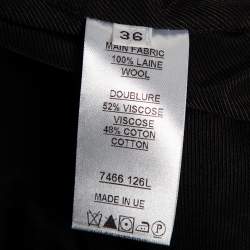 36
MAIN FABRIC
100% LAINE
WOOL
DOUBLURE
52% VISCOSE
VISCOSE
48% COTON
COTTON
7466 126L
MADE IN UE